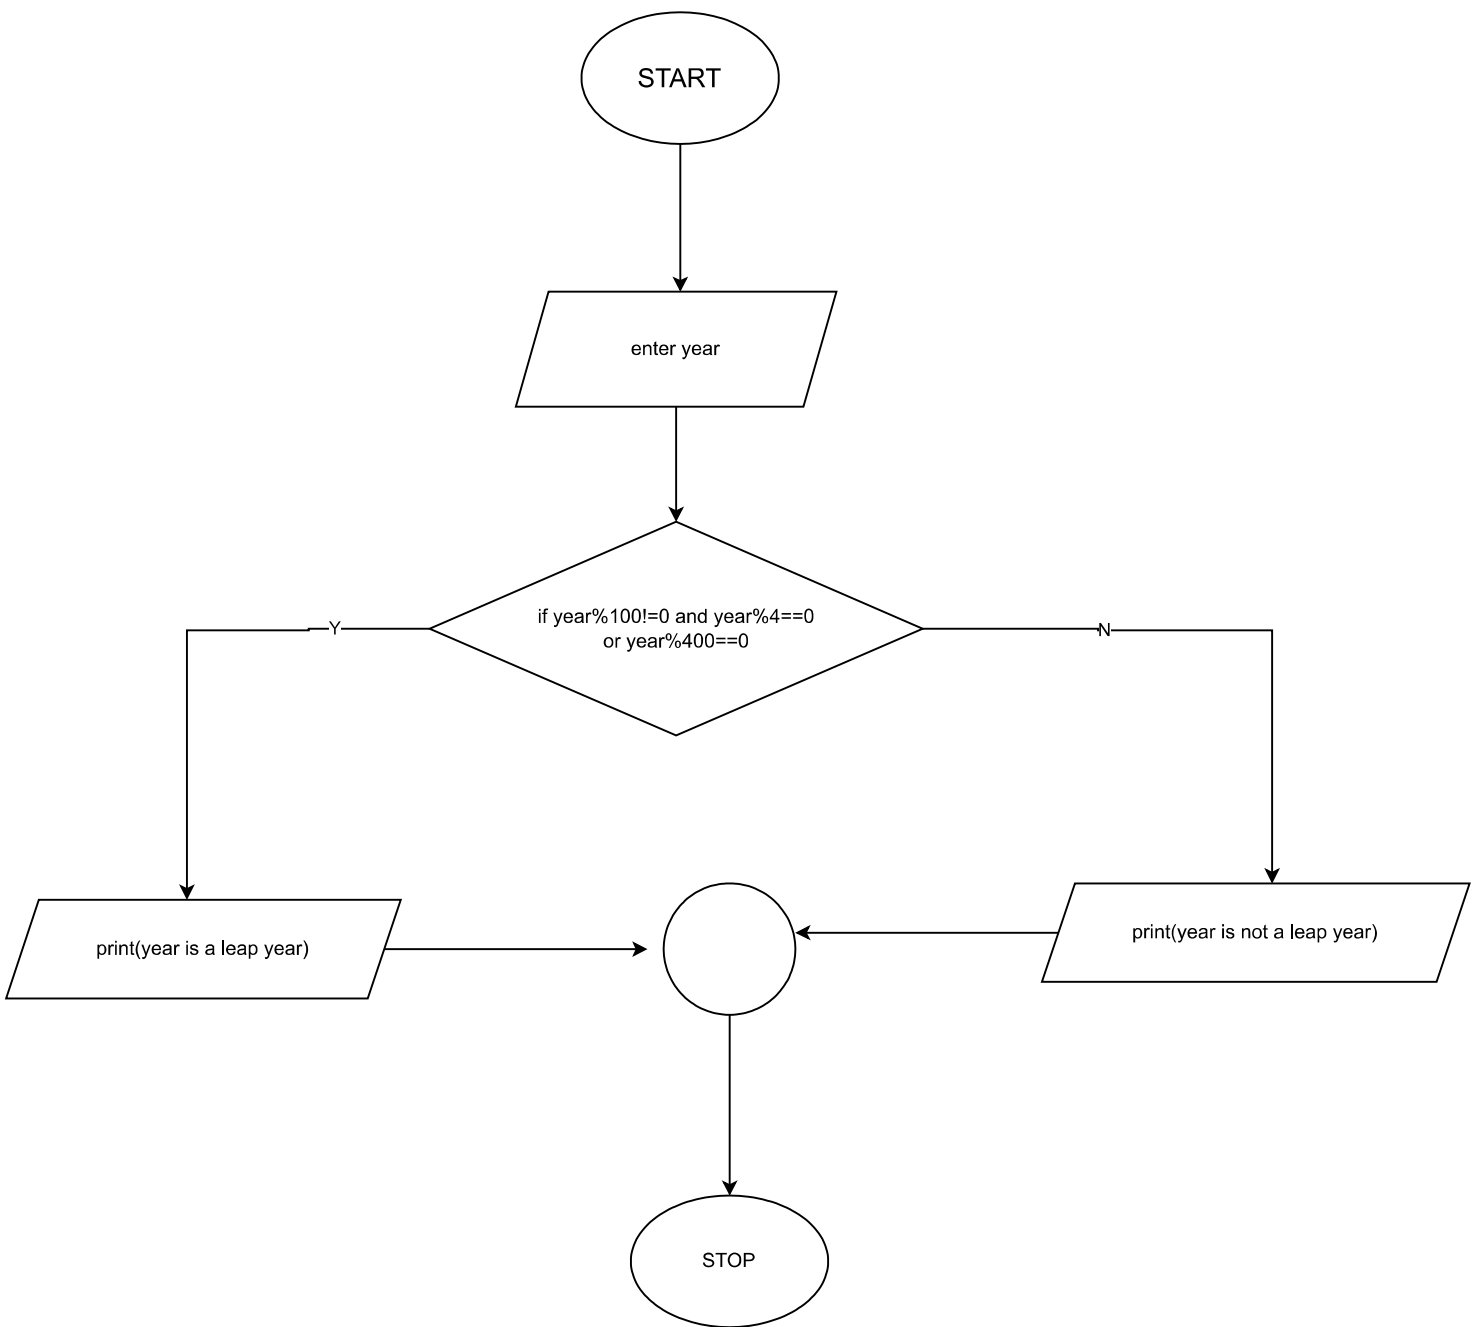 START
enter year
if year%100!=0 and year%4==0
or year%400==0
Y
N
print(year is a leap year)
print(year is not a leap year)
STOP